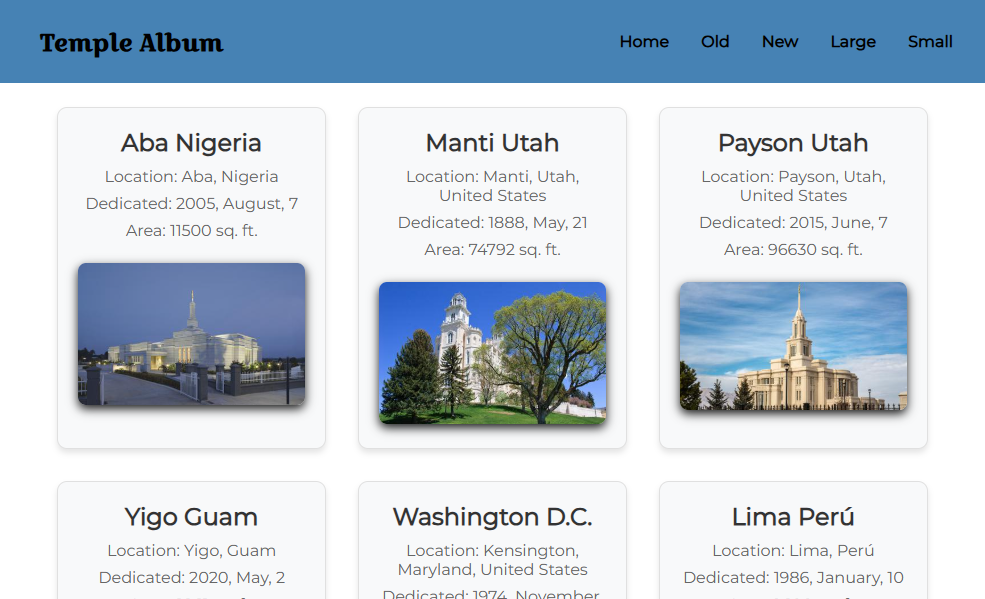 Temple Album
Home Old New Large Small
Aba Nigeria
Location: Aba, Nigeria
Dedicated: 2005, August, 7
Area: 11500 sq. ft.
Manti Utah
Location: Manti, Utah,
United States
Dedicated: 1888, May, 21
Area: 74792 sq. ft.
Payson Utah
Location: Payson, Utah,
United States
Dedicated: 2015, June, 7
Area: 96630 sq. ft.
Yigo Guam
Location: Yigo, Guam
Dedicated: 2020, May, 2
Washington D.C.
Location: Kensington,
Maryland, United States
Dedicated: 1974, November
Lima Perú
Location: Lima, Perú
Dedicated: 1986, January, 10